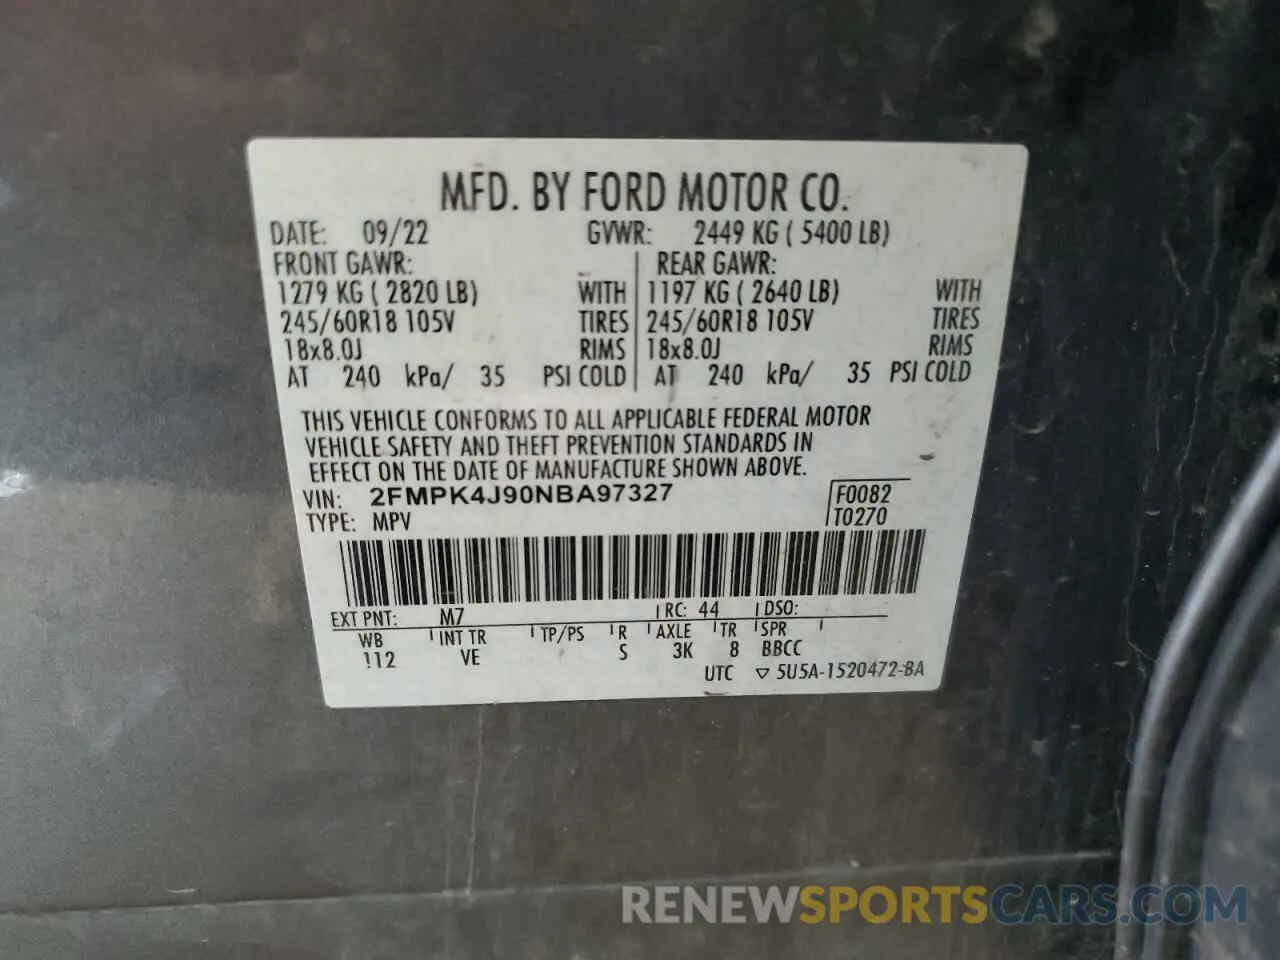 MFD. BY FORD MOTOR CO.
DATE: 09/22 GVWR: 2449 KG ( 5400 LB)
FRONT GAWR: REAR GAWR:
1279 KG ( 2820 LB) WITH 1197 KG ( 2640 LB) WITH
245/60R18 105V TIRES 245/60R18 105V TIRES
18x8.0J RIMS 18x8.0J RIMS
AT 240 kPa/ 35 PSI COLD AT 240 kPa/ 35 PSI COLD
THIS VEHICLE CONFORMS TO ALL APPLICABLE FEDERAL MOTOR
VEHICLE SAFETY AND THEFT PREVENTION STANDARDS IN
EFFECT ON THE DATE OF MANUFACTURE SHOWN ABOVE.
VIN: 2FMPK4J90NBA97327 F0082
TYPE: MPV T0270
EXT PNT: M7 RC: 44 DSO:
WB INT TR TP/PS R AXLE TR SPR
112 VE S 3K 8 BBCC
UTC ▽ 5U5A-1520472-BA
RENEWSPORTSCARS.COM